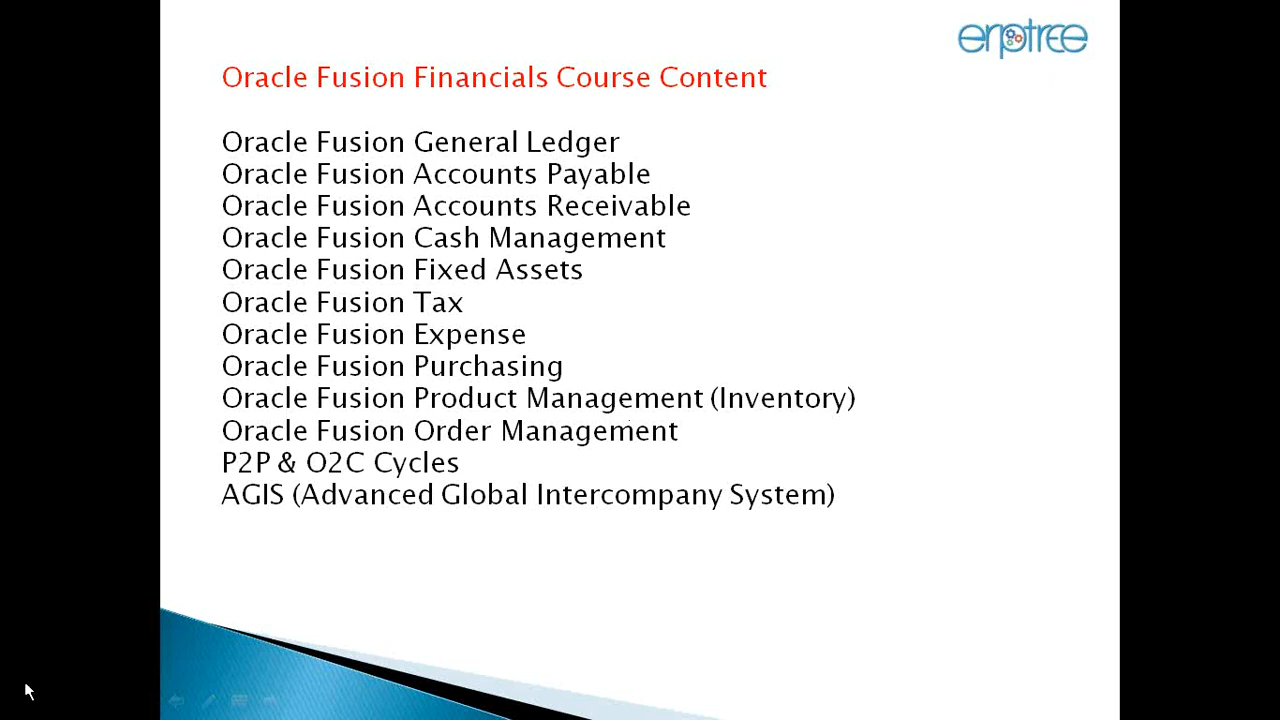 erptree
Oracle Fusion Financials Course Content
Oracle Fusion General Ledger
Oracle Fusion Accounts Payable
Oracle Fusion Accounts Receivable
Oracle Fusion Cash Management
Oracle Fusion Fixed Assets
Oracle Fusion Tax
Oracle Fusion Expense
Oracle Fusion Purchasing
Oracle Fusion Product Management (Inventory)
Oracle Fusion Order Management
P2P & O2C Cycles
AGIS (Advanced Global Intercompany System)